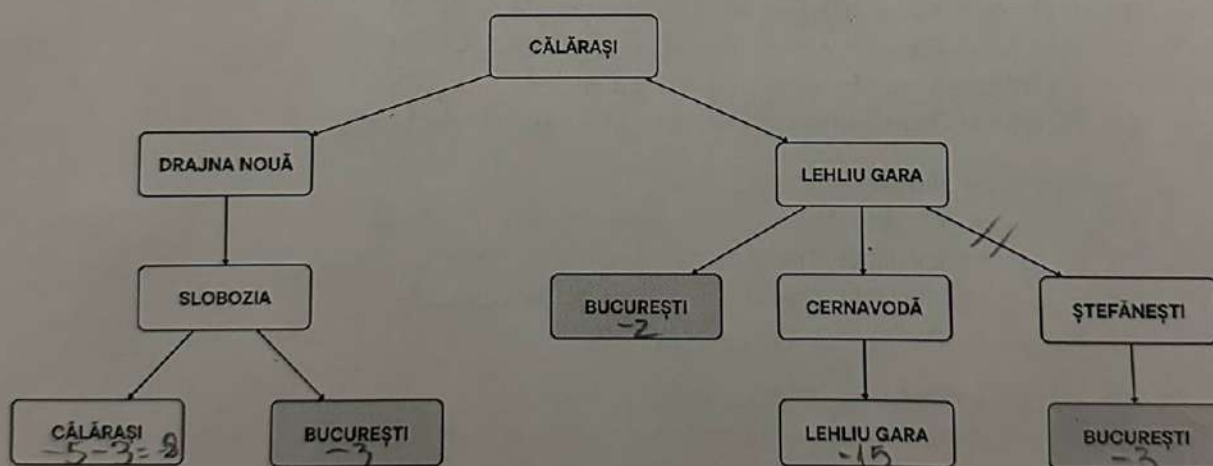 CĂLĂRAȘI
DRAJNA NOUĂ
LEHLIU GARA
SLOBOZIA
BUCUREȘTI
-2
CERNAVODĂ
ȘTEFĂNEȘTI
CĂLĂRAȘI
-5-3=-8
BUCUREȘTI
-3
LEHLIU GARA
-15
BUCUREȘTI
-3